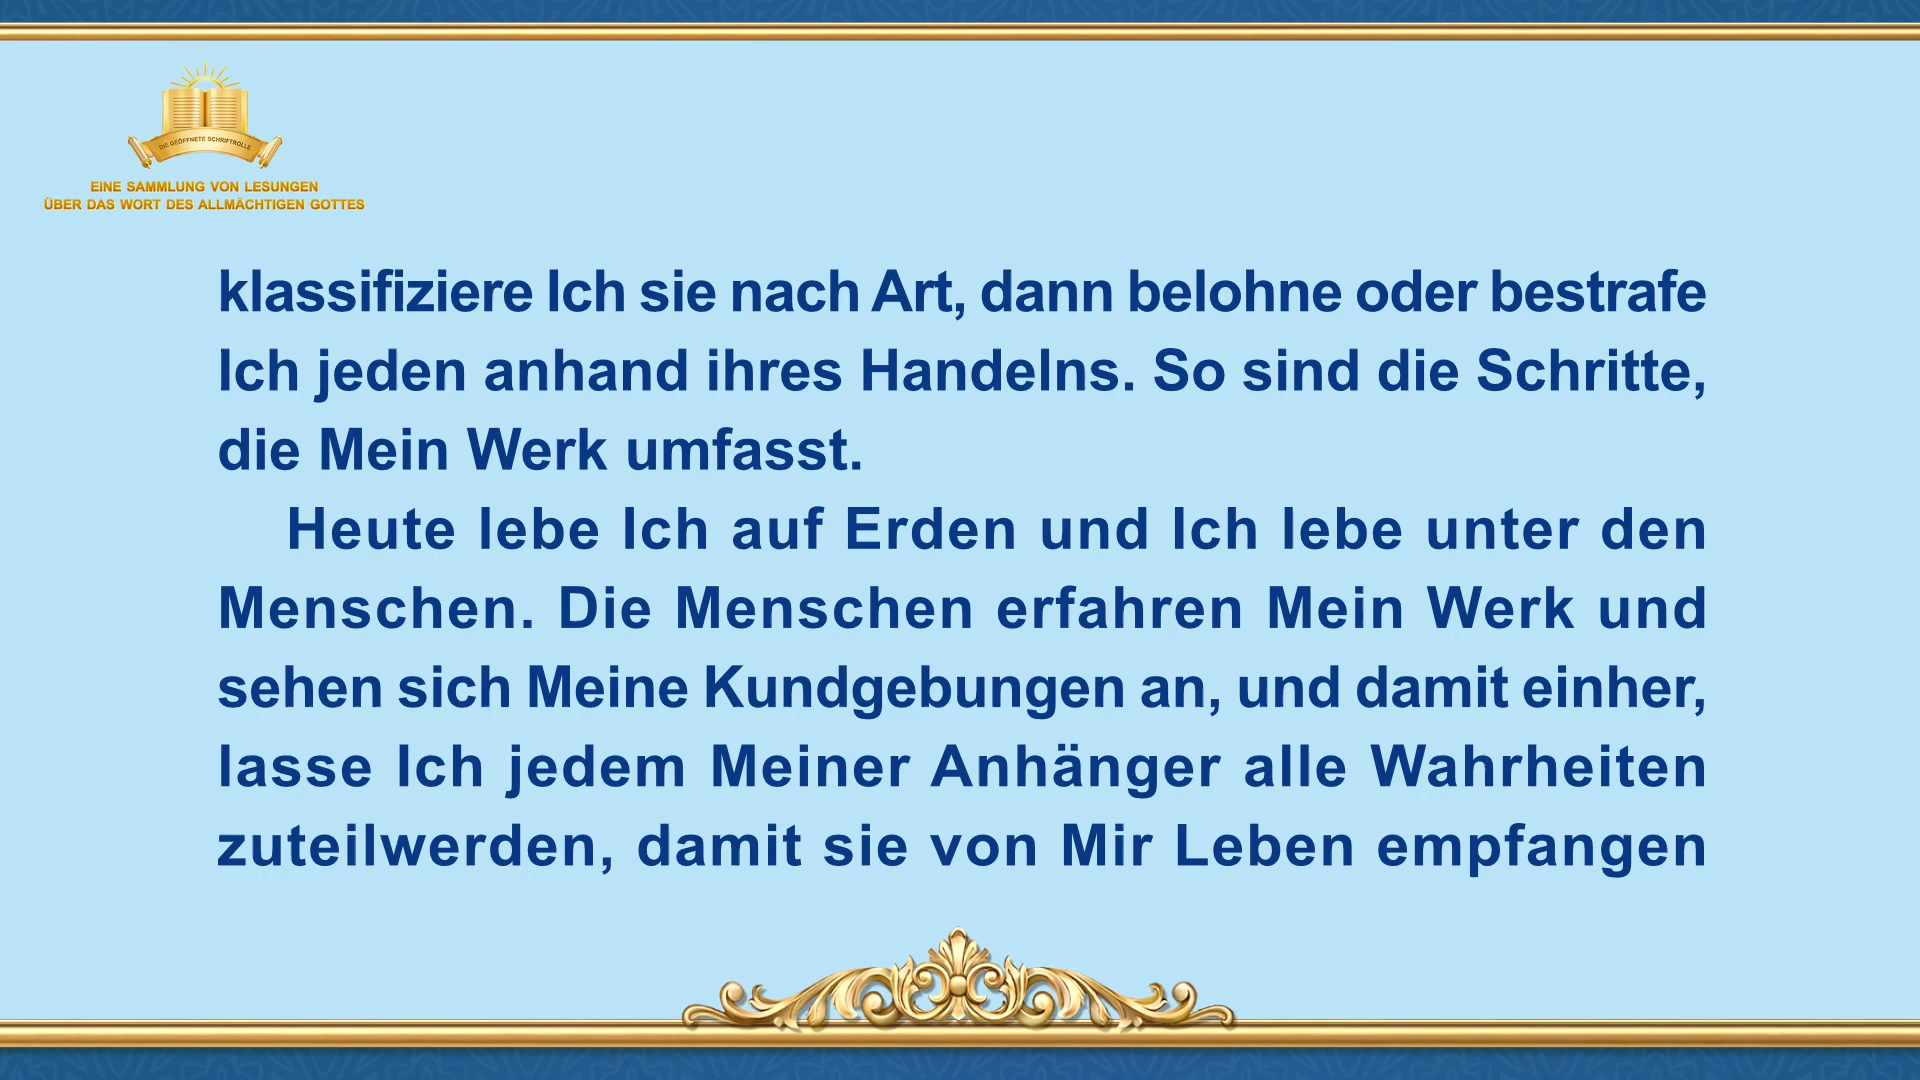 DIE GEÖFFNETE SCHRIFTROLLE
EINE SAMMLUNG VON LESUNGEN
ÜBER DAS WORT DES ALLMÄCHTIGEN GOTTES
klassifiziere Ich sie nach Art, dann belohne oder bestrafe
Ich jeden anhand ihres Handelns. So sind die Schritte,
die Mein Werk umfasst.
Heute lebe Ich auf Erden und Ich lebe unter den
Menschen. Die Menschen erfahren Mein Werk und
sehen sich Meine Kundgebungen an, und damit einher,
lasse Ich jedem Meiner Anhänger alle Wahrheiten
zuteilwerden, damit sie von Mir Leben empfangen